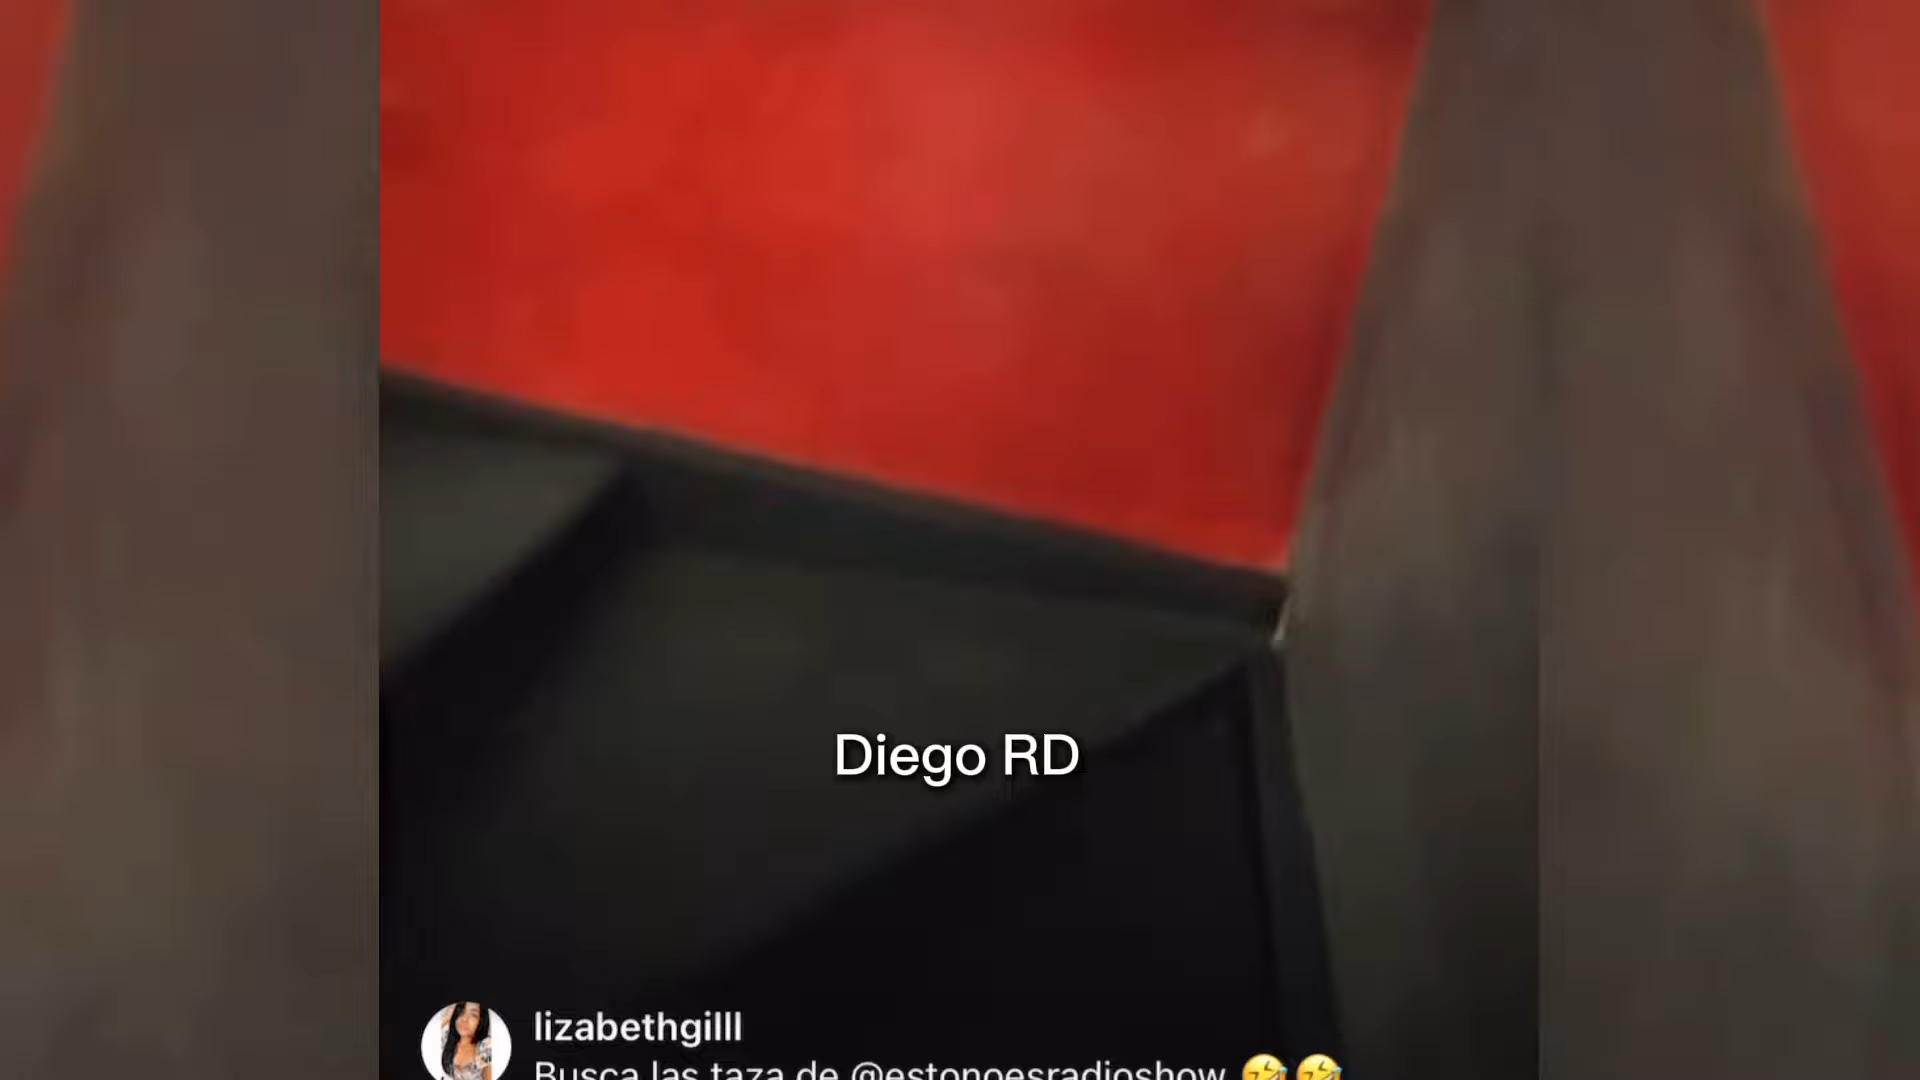 Diego RD
lizabethgilll
Busca las taza de @estonoesradioshow 🤣🤣